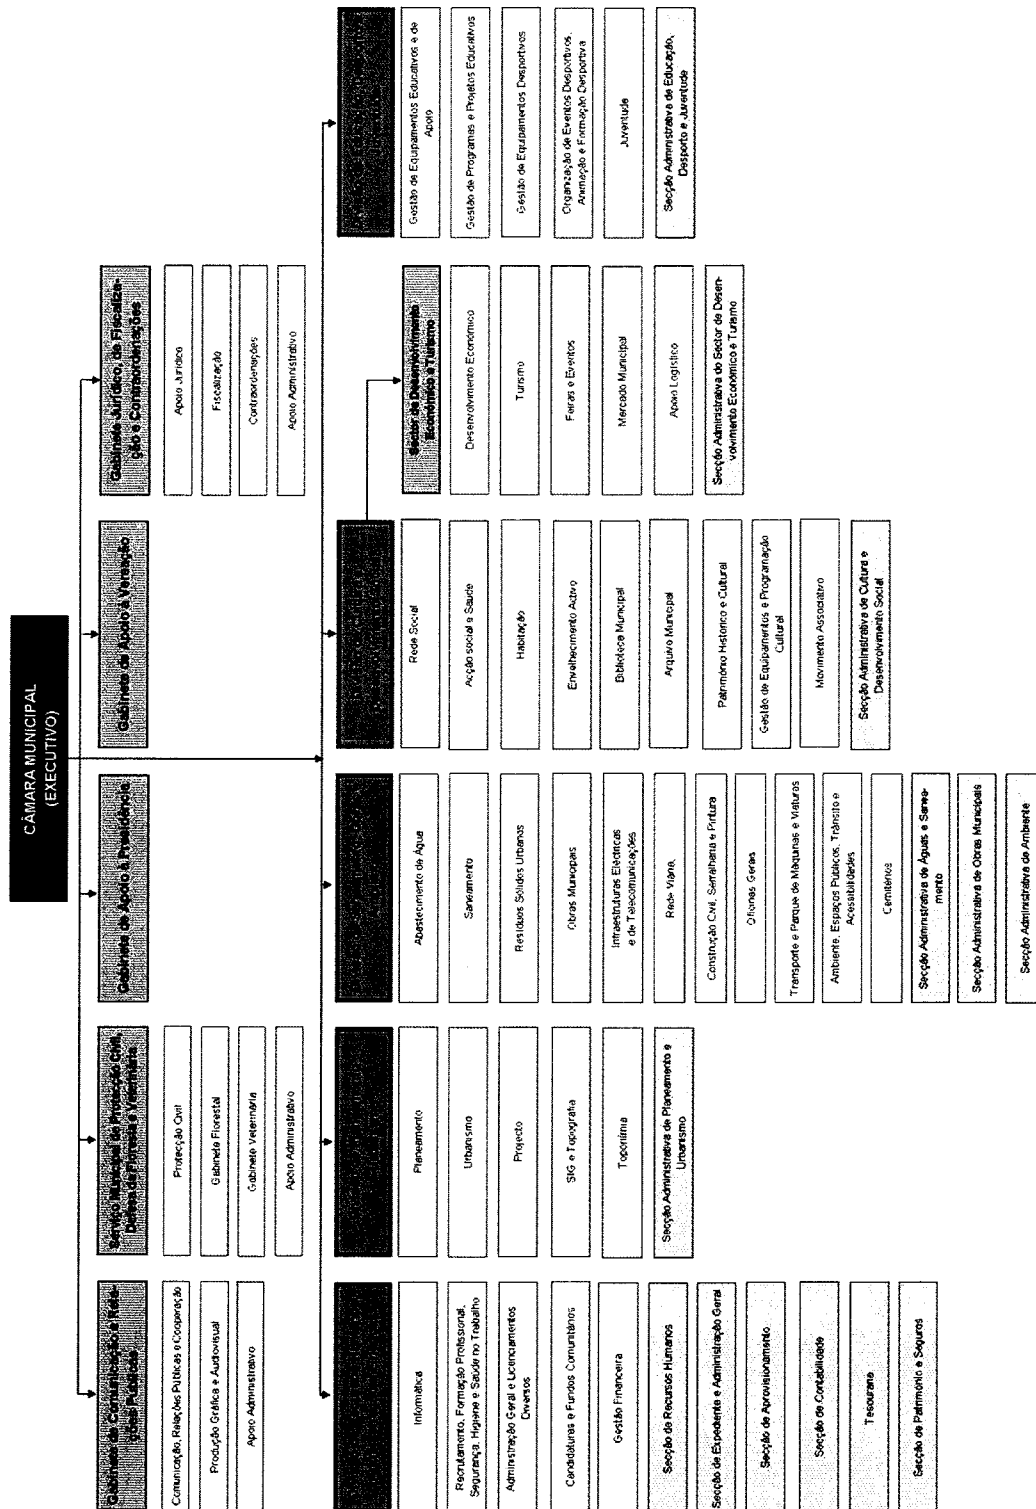 CÂMARA MUNICIPAL
(EXECUTIVO)
Gabinete de Comunicação e Rela-
ções Públicas
Comunicação, Relações Públicas e Cooperação
Produção Gráfica e Audiovisual
Apoio Administrativo
Serviço Municipal de Protecção Civil,
Defesa da Floresta e Veterinária
Protecção Civil
Gabinete Florestal
Gabinete Veterinária
Apoio Administrativo
Gabinete de Apoio à Presidência
Gabinete de Apoio à Vereação
Gabinete Jurídico, de Fiscaliza-
ção e Contraordenações
Apoio Jurídico
Fiscalização
Contraordenações
Apoio Administrativo
Informática
Recrutamento, Formação Profissional,
Segurança, Higiene e Saúde no Trabalho
Administração Geral e Licenciamentos
Diversos
Candidaturas e Fundos Comunitários
Gestão Financeira
Secção de Recursos Humanos
Secção de Expediente e Administração Geral
Secção de Aprovisionamento
Secção de Contabilidade
Tesouraria
Secção de Património e Seguros
Planeamento
Urbanismo
Projecto
SIG e Topografia
Toponímia
Secção Administrativa de Planeamento e
Urbanismo
Abastecimento de Água
Saneamento
Resíduos Sólidos Urbanos
Obras Municipais
Infraestruturas Eléctricas
e de Telecomunicações
Rede Viária,
Construção Civil, Serralharia e Pintura
Oficinas Gerais
Transporte e Parque de Máquinas e Viaturas
Ambiente, Espaços Públicos, Trânsito e
Acessibilidades
Cemitérios
Secção Administrativa de Águas e Sanea-
mento
Secção Administrativa de Obras Municipais
Secção Administrativa de Ambiente
Rede Social
Acção social e Saúde
Habitação
Envelhecimento Activo
Biblioteca Municipal
Arquivo Municipal
Património Histórico e Cultural
Gestão de Equipamentos e Programação
Cultural
Movimento Associativo
Secção Administrativa de Cultura e
Desenvolvimento Social
Sector de Desenvolvimento
Económico e Turismo
Desenvolvimento Económico
Turismo
Feiras e Eventos
Mercado Municipal
Apoio Logístico
Secção Administrativa do Sector de Desen-
volvimento Económico e Turismo
Gestão de Equipamentos Educativos e de
Apoio
Gestão de Programas e Projetos Educativos
Gestão de Equipamentos Desportivos
Organização de Eventos Desportivos,
Animação e Formação Desportiva
Juventude
Secção Administrativa de Educação,
Desporto e Juventude